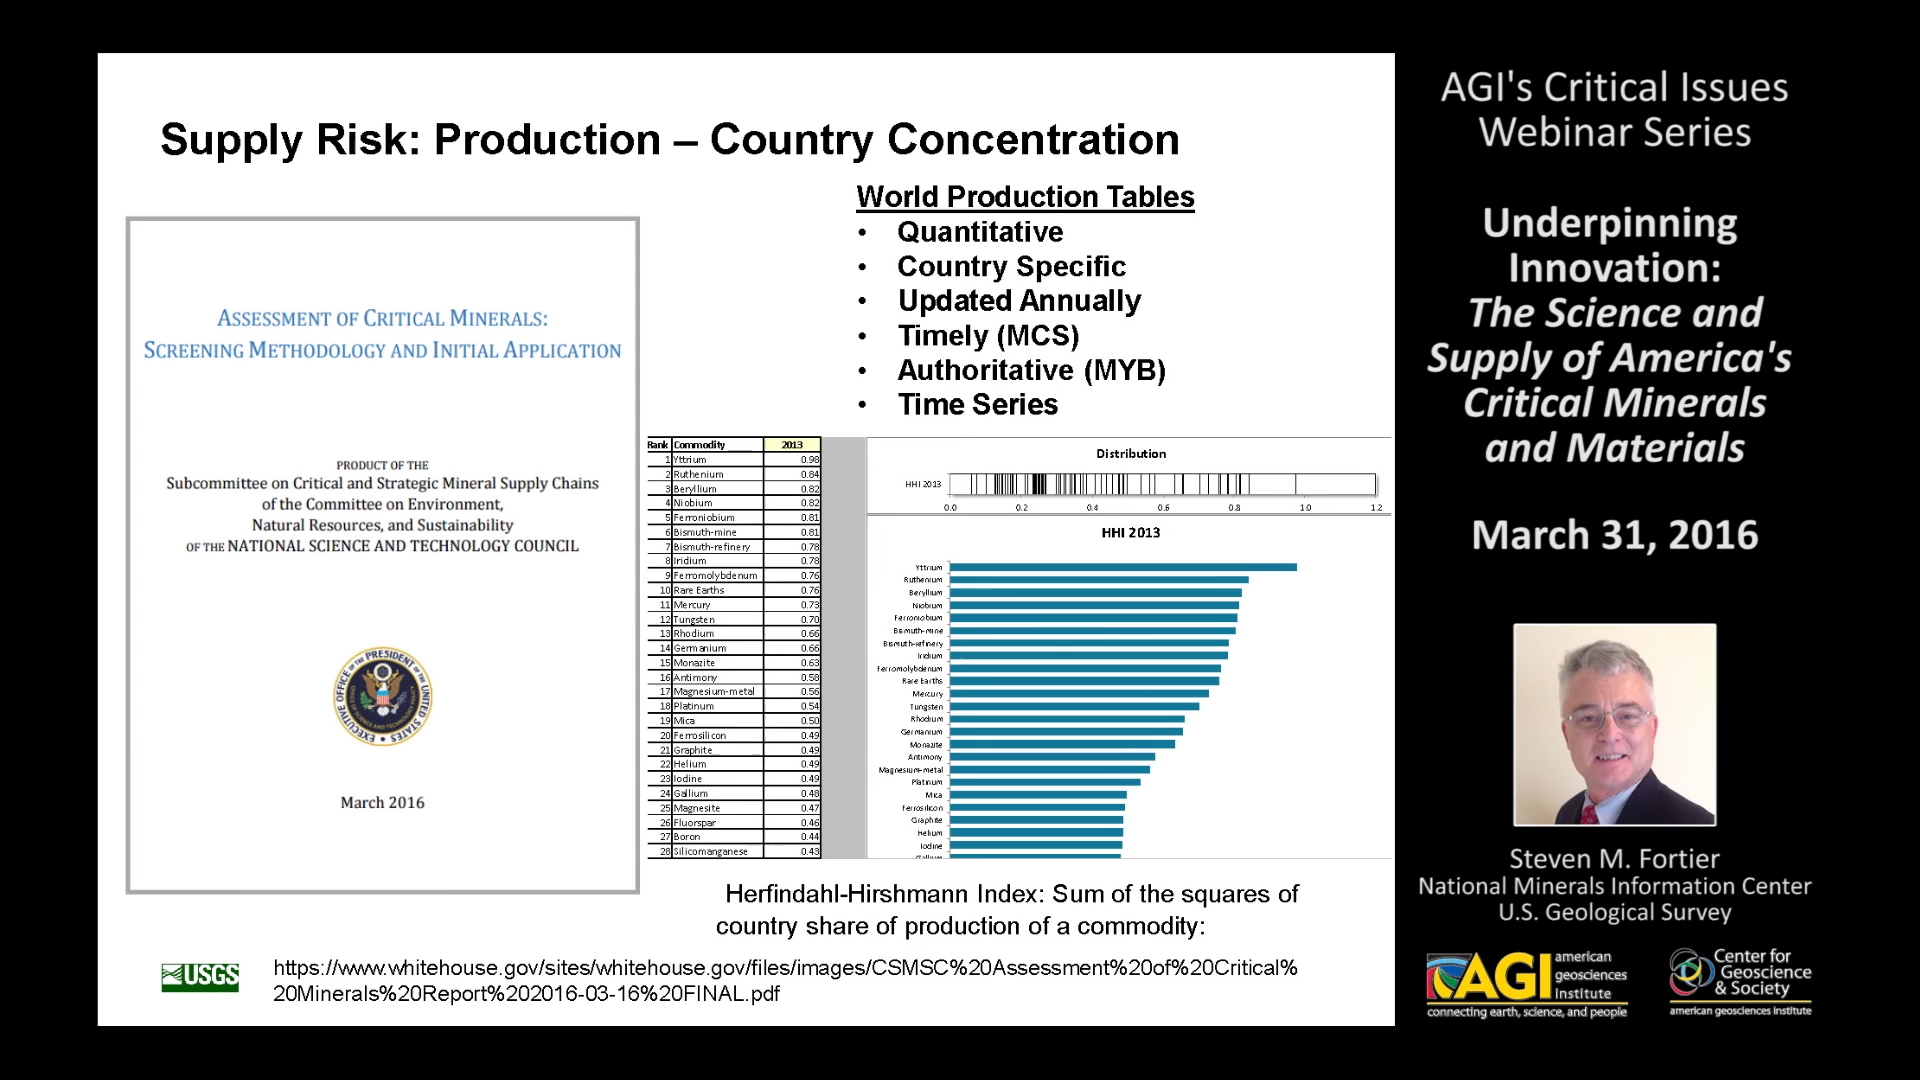 Supply Risk: Production – Country Concentration
ASSESSMENT OF CRITICAL MINERALS:
SCREENING METHODOLOGY AND INITIAL APPLICATION
PRODUCT OF THE
Subcommittee on Critical and Strategic Mineral Supply Chains
of the Committee on Environment,
Natural Resources, and Sustainability
OF THE NATIONAL SCIENCE AND TECHNOLOGY COUNCIL
March 2016
World Production Tables
• Quantitative
• Country Specific
• Updated Annually
• Timely (MCS)
• Authoritative (MYB)
• Time Series
Rank Commodity 2013
1 Yttrium 0.98
2 Ruthenium 0.84
3 Beryllium 0.82
4 Niobium 0.82
5 Ferroniobium 0.81
6 Bismuth-mine 0.81
7 Bismuth-refinery 0.78
8 Iridium 0.78
9 Ferromolybdenum 0.76
10 Rare Earths 0.76
11 Mercury 0.73
12 Tungsten 0.70
13 Rhodium 0.66
14 Germanium 0.66
15 Monazite 0.63
16 Antimony 0.58
17 Magnesium-metal 0.56
18 Platinum 0.54
19 Mica 0.50
20 Ferrosilicon 0.49
21 Graphite 0.49
22 Helium 0.49
23 Iodine 0.49
24 Gallium 0.48
25 Magnesite 0.47
26 Fluorspar 0.46
27 Boron 0.44
28 Silicomanganese 0.43
Distribution
HHI 2013
0.0 0.2 0.4 0.6 0.8 1.0 1.2
HHI 2013
Yttrium
Ruthenium
Beryllium
Niobium
Ferroniobium
Bismuth-mine
Bismuth-refinery
Iridium
Ferromolybdenum
Rare Earths
Mercury
Tungsten
Rhodium
Germanium
Monazite
Antimony
Magnesium-metal
Platinum
Mica
Ferrosilicon
Graphite
Helium
Iodine
Gallium
Herfindahl-Hirshmann Index: Sum of the squares of
country share of production of a commodity:
USGS
https://www.whitehouse.gov/sites/whitehouse.gov/files/images/CSMSC%20Assessment%20of%20Critical%
20Minerals%20Report%202016-03-16%20FINAL.pdf
AGI's Critical Issues
Webinar Series
Underpinning
Innovation:
The Science and
Supply of America's
Critical Minerals
and Materials
March 31, 2016
Steven M. Fortier
National Minerals Information Center
U.S. Geological Survey
AGI american
geosciences
institute
connecting earth, science, and people
Center for
Geoscience
& Society
american geosciences institute